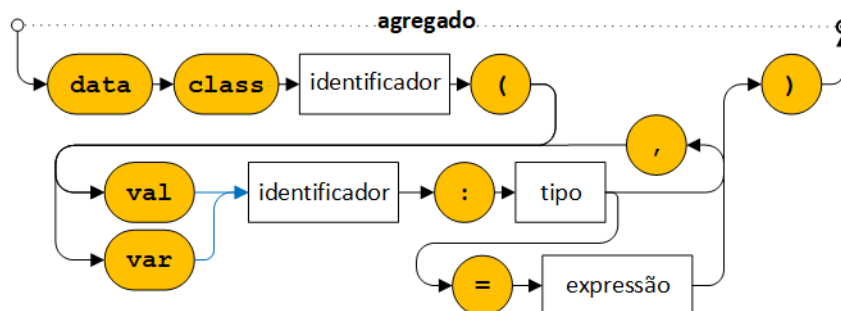 agregado
data class identificador ( )
,
val identificador : tipo
var
= expressão